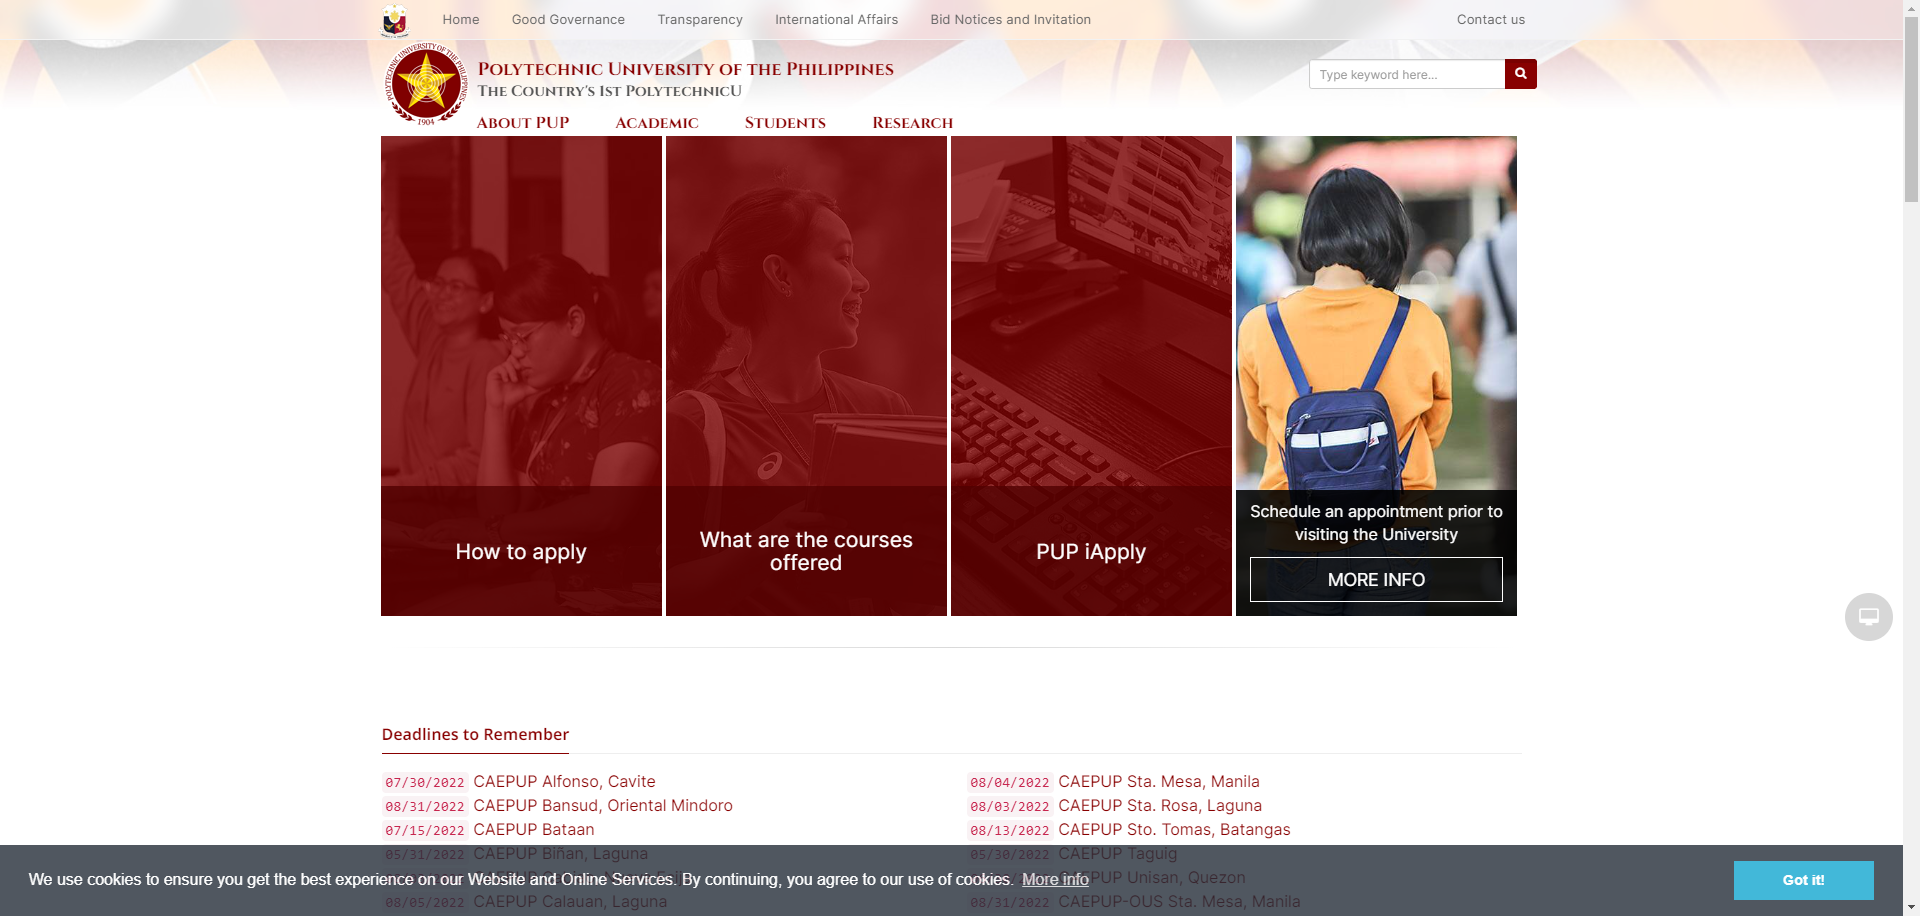 Home Good Governance Transparency International Affairs Bid Notices and Invitation Contact us
POLYTECHNIC UNIVERSITY OF THE PHILIPPINES
1904
Polytechnic University of the Philippines
The Country's 1st PolytechnicU
Type keyword here...
About PUP Academic Students Research
How to apply
What are the courses
offered
PUP iApply
Schedule an appointment prior to
visiting the University
MORE INFO
Deadlines to Remember
07/30/2022 CAEPUP Alfonso, Cavite
08/31/2022 CAEPUP Bansud, Oriental Mindoro
07/15/2022 CAEPUP Bataan
05/31/2022 CAEPUP Biñan, Laguna
08/05/2022 CAEPUP Calauan, Laguna
08/04/2022 CAEPUP Sta. Mesa, Manila
08/03/2022 CAEPUP Sta. Rosa, Laguna
08/13/2022 CAEPUP Sto. Tomas, Batangas
05/30/2022 CAEPUP Taguig
CAEPUP Unisan, Quezon
08/31/2022 CAEPUP-OUS Sta. Mesa, Manila
We use cookies to ensure you get the best experience on our Website and Online Services. By continuing, you agree to our use of cookies. More info
Got it!